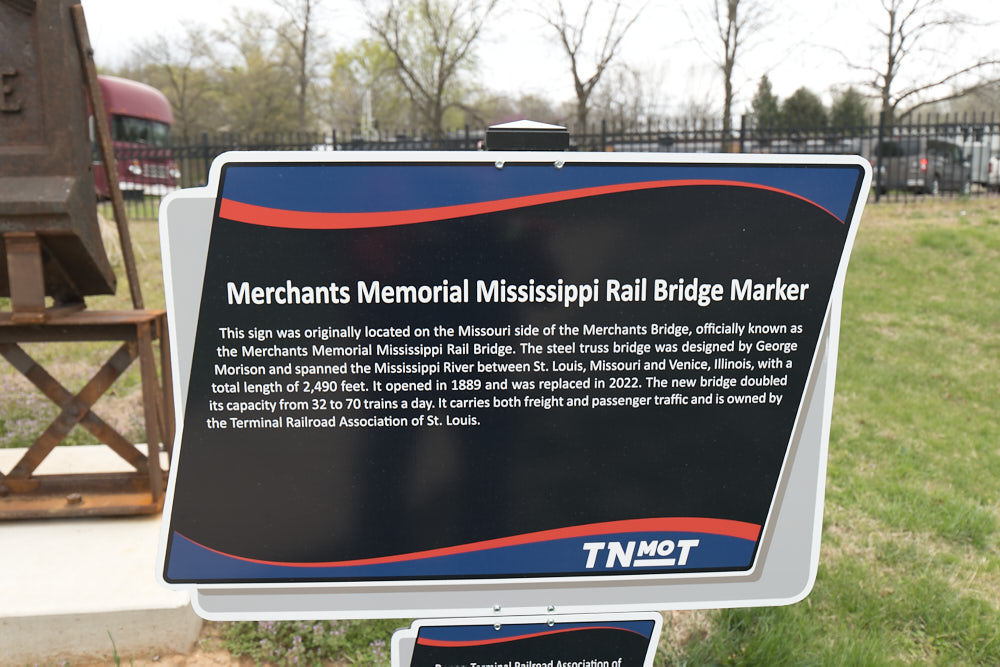 E
Merchants Memorial Mississippi Rail Bridge Marker
This sign was originally located on the Missouri side of the Merchants Bridge, officially known as
the Merchants Memorial Mississippi Rail Bridge. The steel truss bridge was designed by George
Morison and spanned the Mississippi River between St. Louis, Missouri and Venice, Illinois, with a
total length of 2,490 feet. It opened in 1889 and was replaced in 2022. The new bridge doubled
its capacity from 32 to 70 trains a day. It carries both freight and passenger traffic and is owned by
the Terminal Railroad Association of St. Louis.
TNMOT
Terminal Railroad Association of